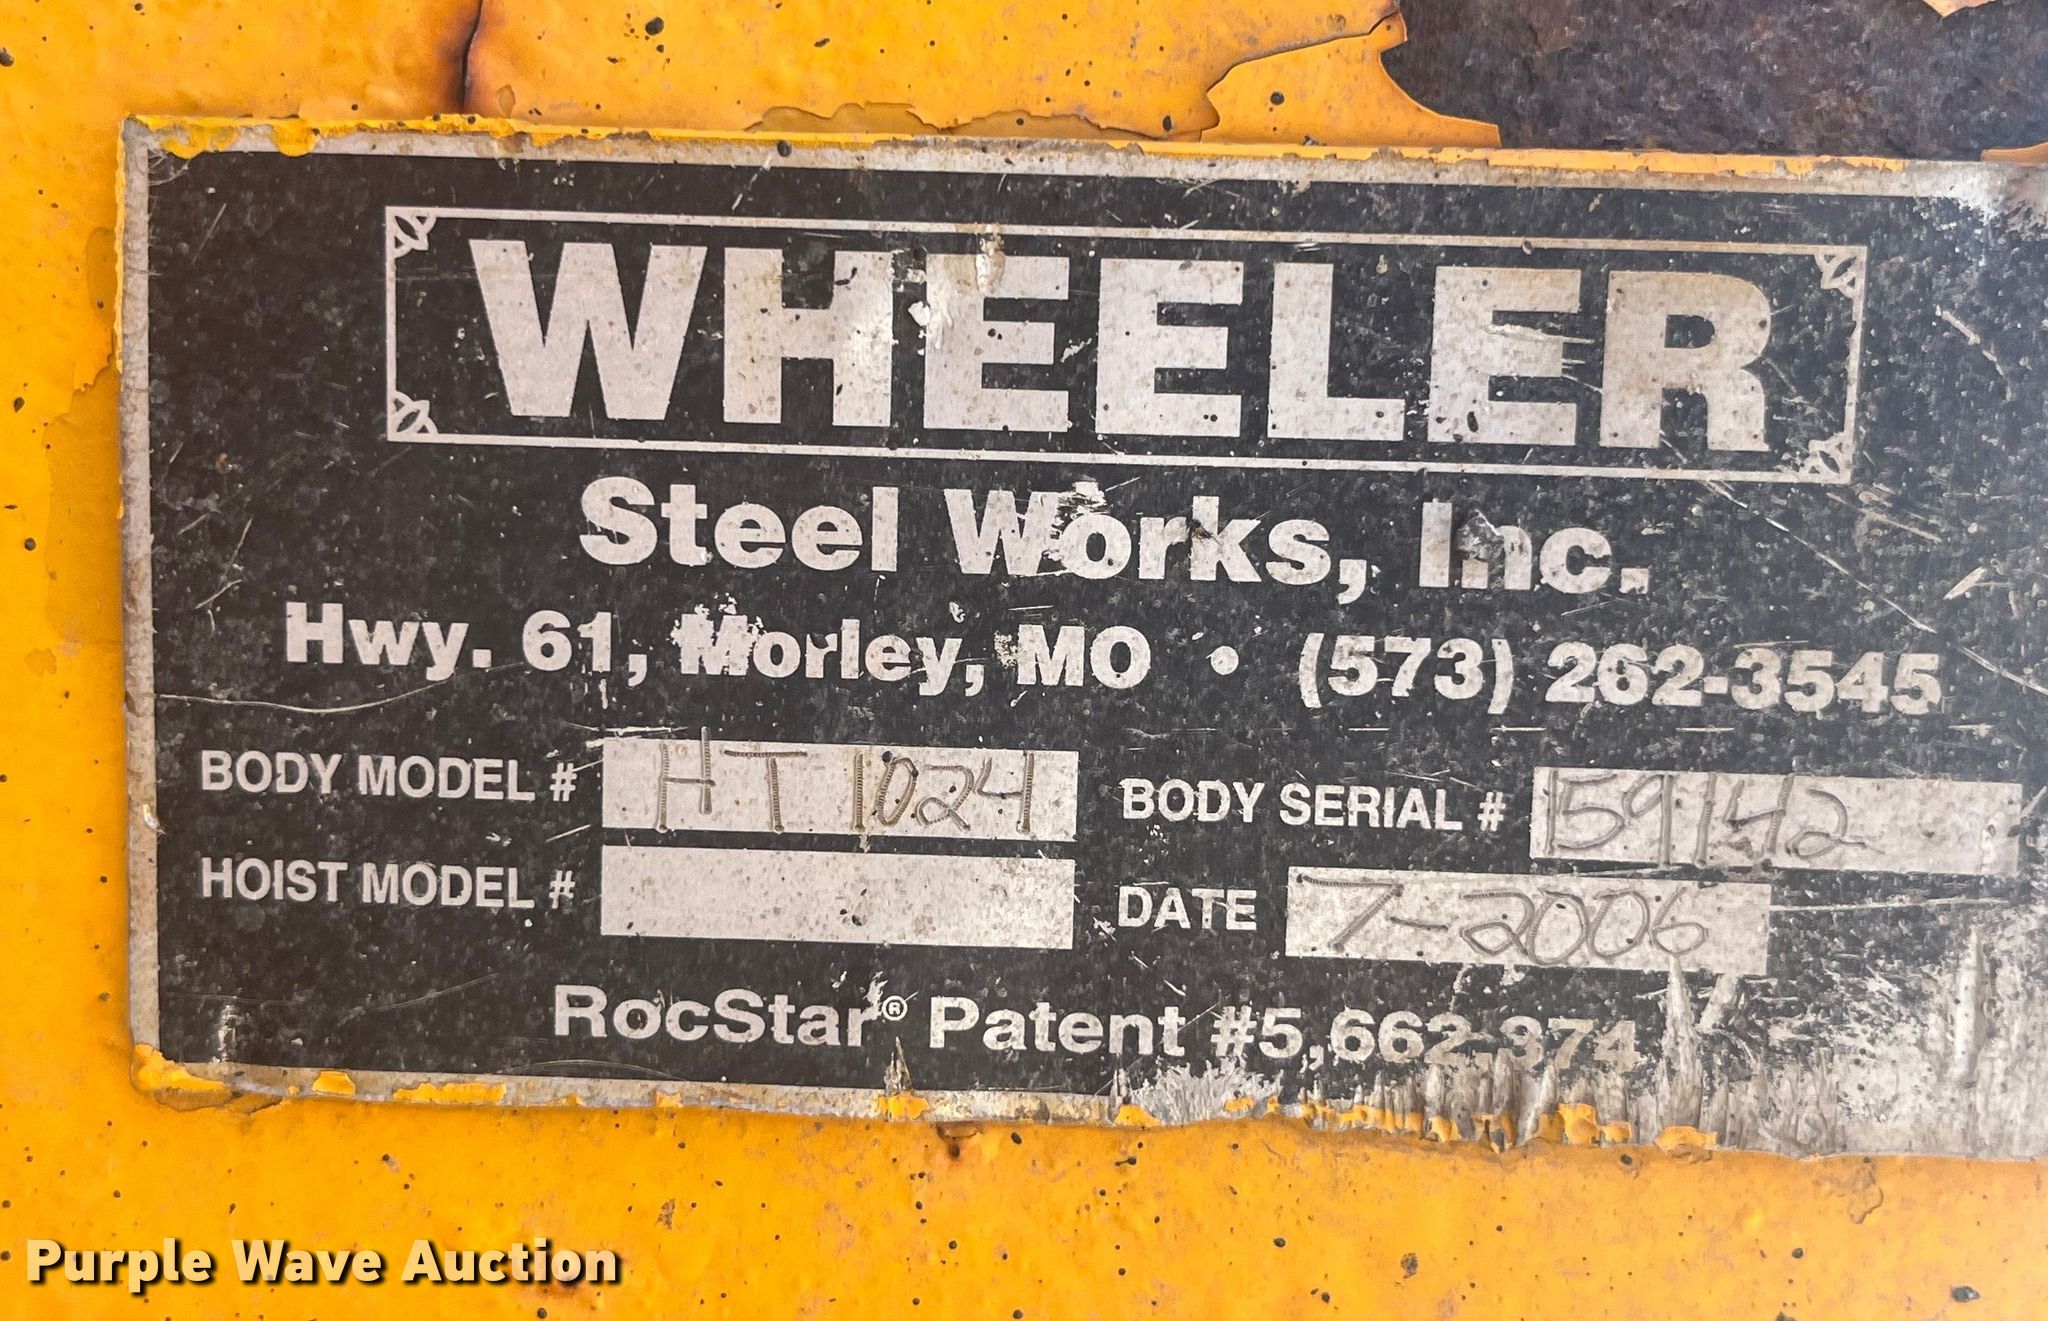 WHEELER
Steel Works, Inc.
Hwy. 61, Morley, MO • (573) 262-3545
BODY MODEL # HT 1024 BODY SERIAL # 159142
HOIST MODEL # DATE 7-2006
RocStar® Patent #5,662,374
Purple Wave Auction